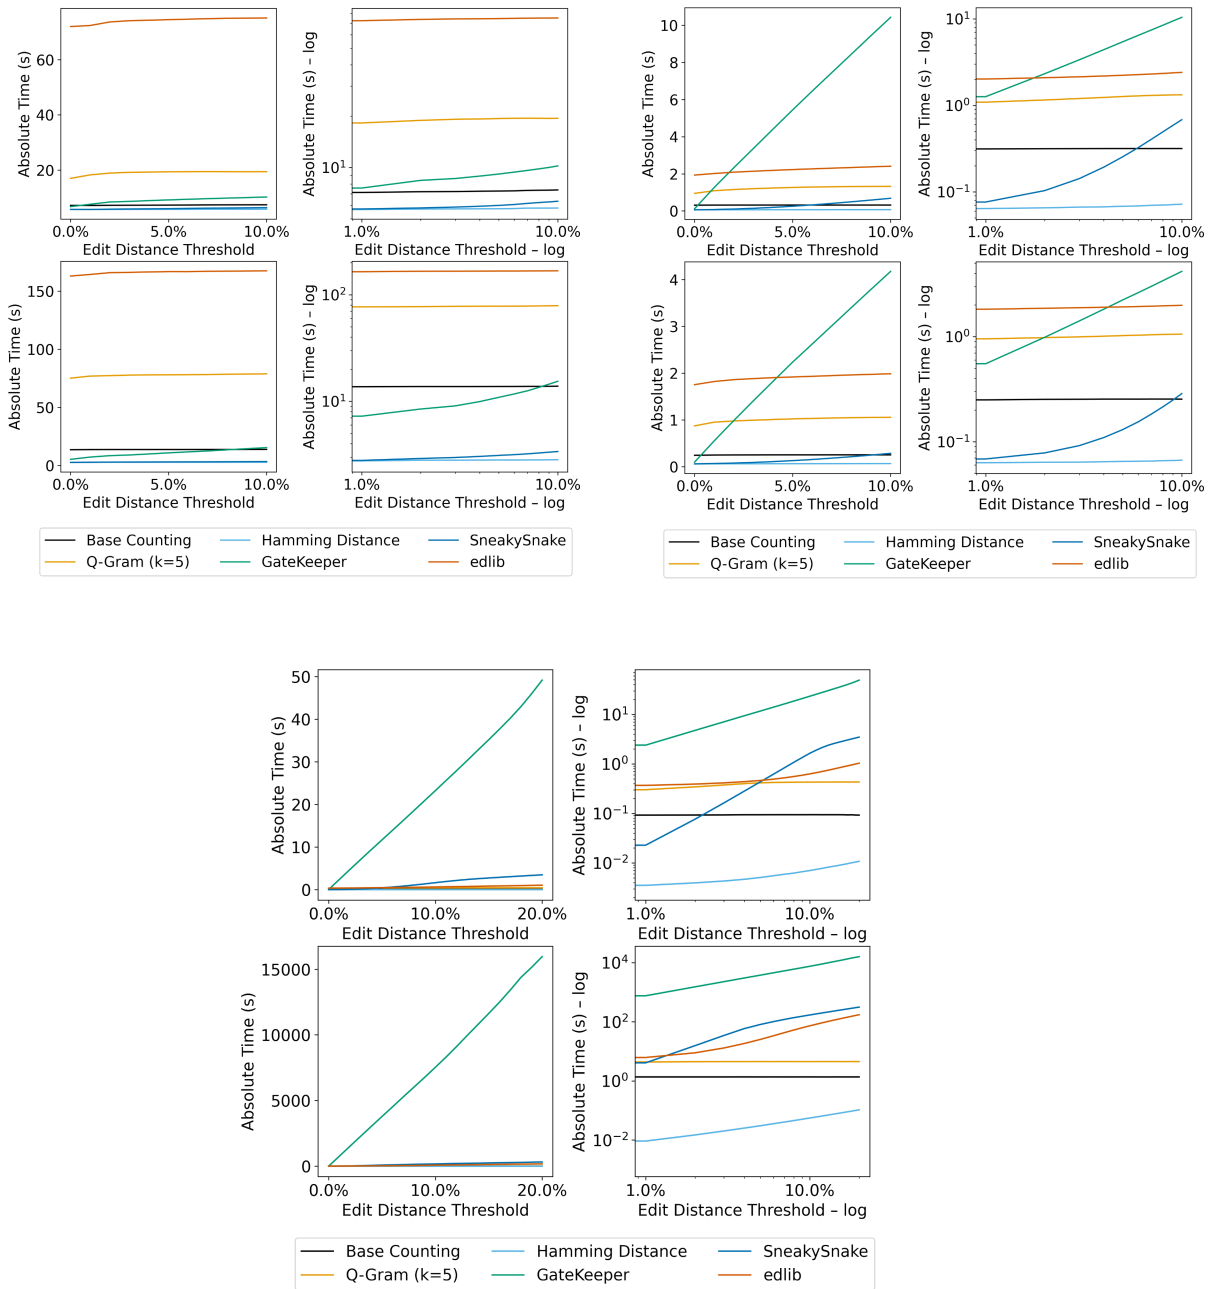 Absolute Time (s)
60
40
20
0.0%
5.0%
10.0%
Edit Distance Threshold
Absolute Time (s) – log
10¹
1.0%
10.0%
Edit Distance Threshold – log
Absolute Time (s)
10
8
6
4
2
0
0.0%
5.0%
10.0%
Edit Distance Threshold
Absolute Time (s) – log
10¹
10⁰
10⁻¹
1.0%
10.0%
Edit Distance Threshold – log
Absolute Time (s)
150
100
50
0
0.0%
5.0%
10.0%
Edit Distance Threshold
Absolute Time (s) – log
10²
10¹
1.0%
10.0%
Edit Distance Threshold – log
Absolute Time (s)
4
3
2
1
0
0.0%
5.0%
10.0%
Edit Distance Threshold
Absolute Time (s) – log
10⁰
10⁻¹
1.0%
10.0%
Edit Distance Threshold – log
Base Counting
Hamming Distance
SneakySnake
Q-Gram (k=5)
GateKeeper
edlib
Base Counting
Hamming Distance
SneakySnake
Q-Gram (k=5)
GateKeeper
edlib
Absolute Time (s)
50
40
30
20
10
0
0.0%
10.0%
20.0%
Edit Distance Threshold
Absolute Time (s) – log
10¹
10⁰
10⁻¹
10⁻²
1.0%
10.0%
Edit Distance Threshold – log
Absolute Time (s)
15000
10000
5000
0
0.0%
10.0%
20.0%
Edit Distance Threshold
Absolute Time (s) – log
10⁴
10²
10⁰
10⁻²
1.0%
10.0%
Edit Distance Threshold – log
Base Counting
Hamming Distance
SneakySnake
Q-Gram (k=5)
GateKeeper
edlib